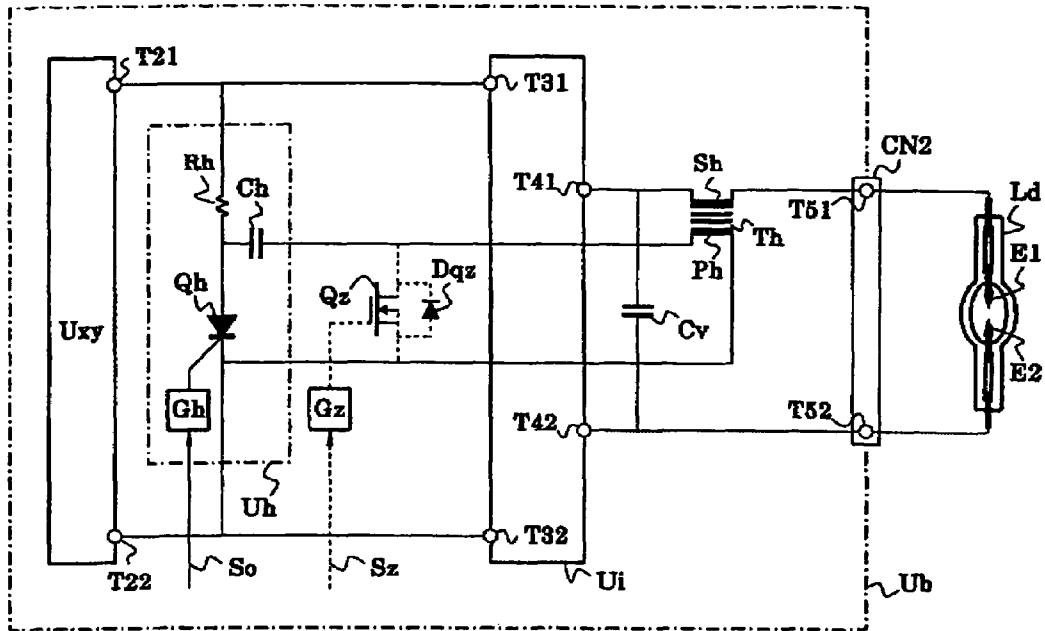 T21
T31
CN2
Rh
Ch
Sh
T41
T51
Ld
Th
E1
Ph
Qh
Qz
Dqz
Uxy
Cv
E2
Gh
Gz
T42
T52
Uh
T32
T22
So
Sz
Ui
Ub